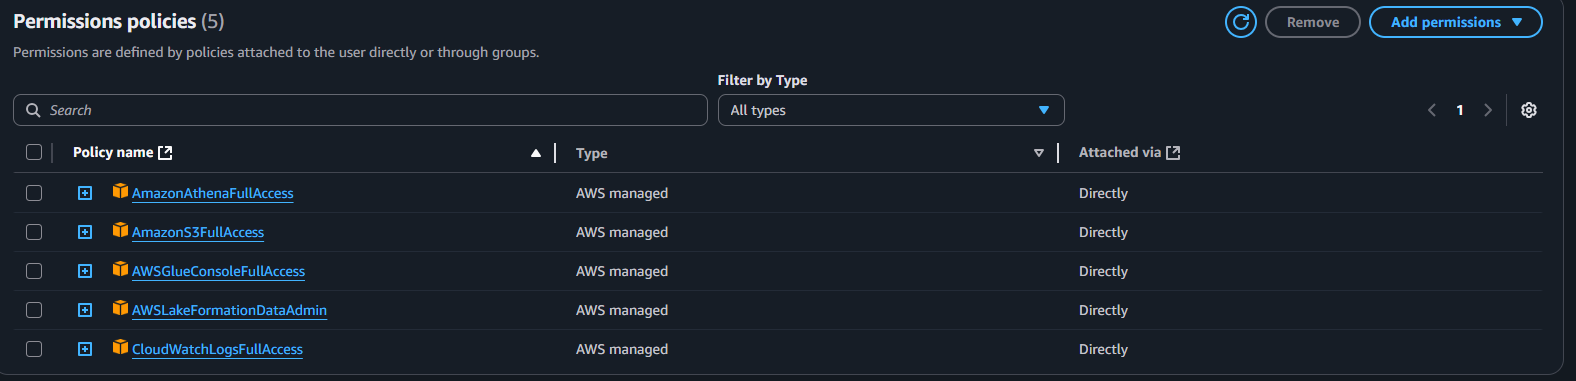 Permissions policies (5)
Remove
Add permissions
Permissions are defined by policies attached to the user directly or through groups.
Filter by Type
Search
All types
1
Policy name
Type
Attached via
AmazonAthenaFullAccess
AWS managed
Directly
AmazonS3FullAccess
AWS managed
Directly
AWSGlueConsoleFullAccess
AWS managed
Directly
AWSLakeFormationDataAdmin
AWS managed
Directly
CloudWatchLogsFullAccess
AWS managed
Directly